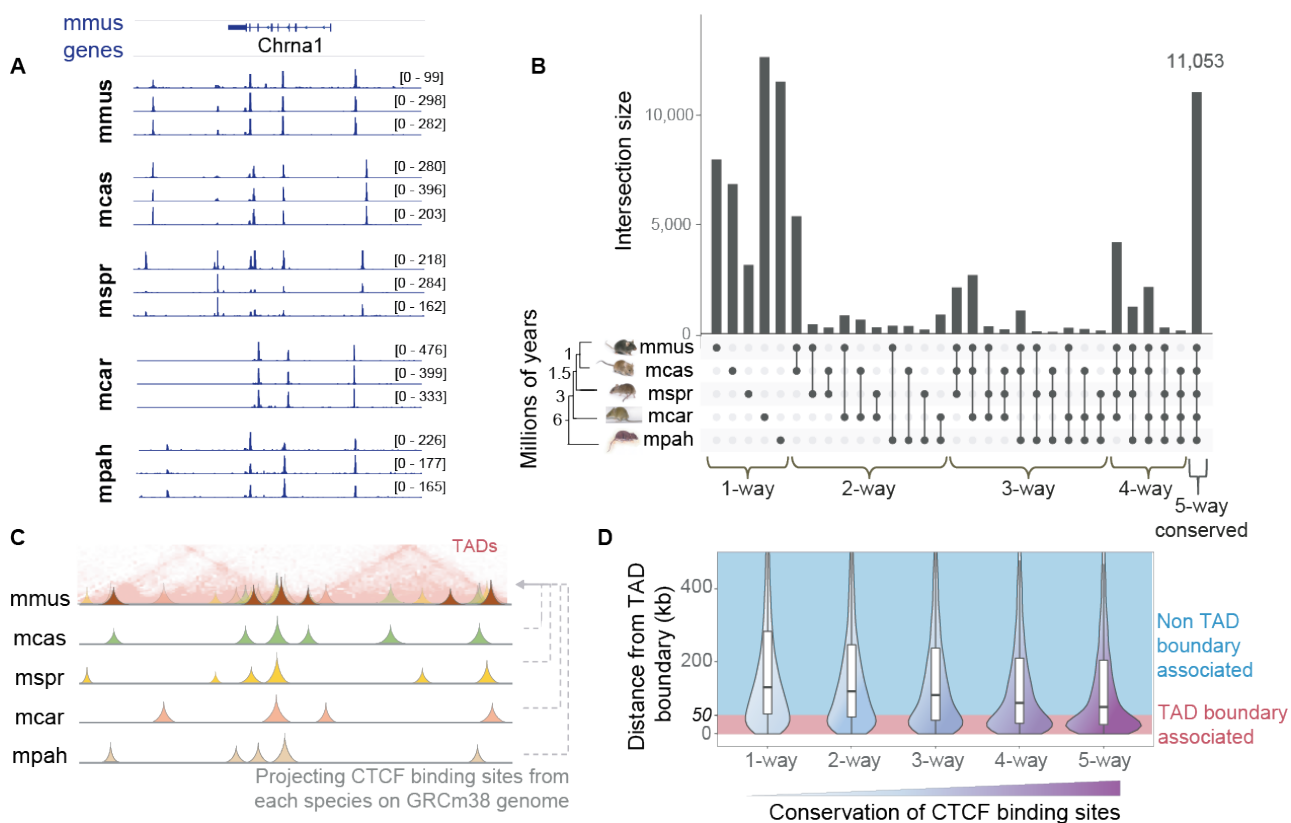 mmus
genes
Chrna1
A
mmus
[0 - 99]
[0 - 298]
[0 - 282]
mcas
[0 - 280]
[0 - 396]
[0 - 203]
mspr
[0 - 218]
[0 - 284]
[0 - 162]
mcar
[0 - 476]
[0 - 399]
[0 - 333]
mpah
[0 - 226]
[0 - 177]
[0 - 165]
B
11,053
Intersection size
10,000
5,000
0
Millions of years
1
1.5
3
6
mmus
mcas
mspr
mcar
mpah
1-way
2-way
3-way
4-way
5-way
conserved
C
TADs
mmus
mcas
mspr
mcar
mpah
Projecting CTCF binding sites from
each species on GRCm38 genome
D
Distance from TAD
boundary (kb)
400
200
50
0
Non TAD
boundary
associated
TAD boundary
associated
1-way
2-way
3-way
4-way
5-way
Conservation of CTCF binding sites